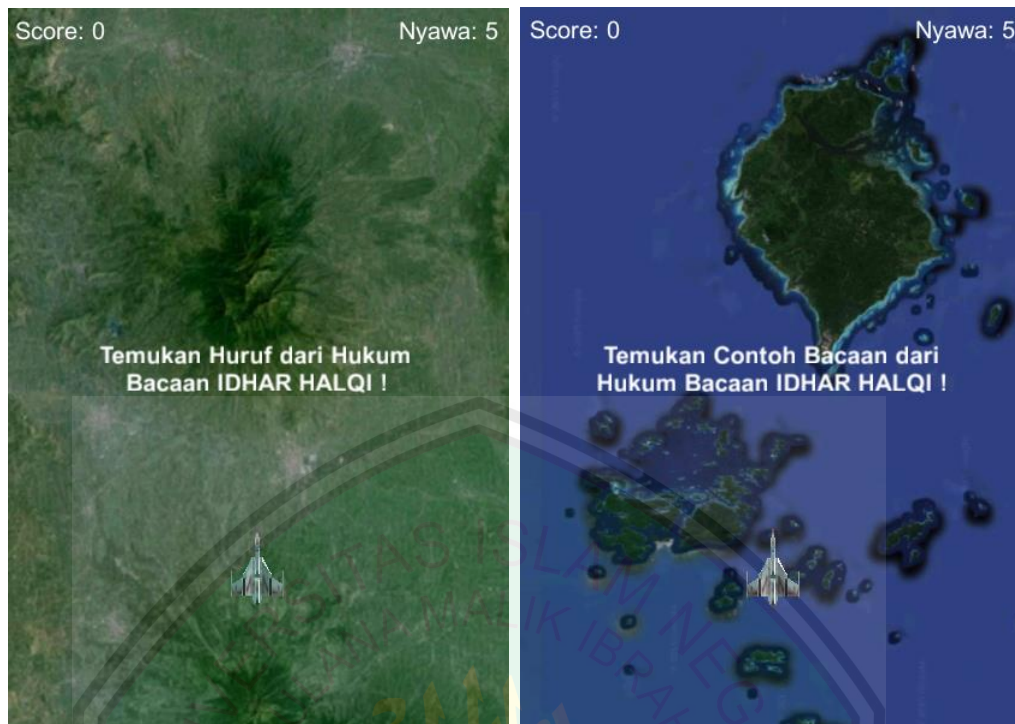 Score: 0 Nyawa: 5
Temukan Huruf dari Hukum
Bacaan IDHAR HALQI !
Score: 0 Nyawa: 5
Temukan Contoh Bacaan dari
Hukum Bacaan IDHAR HALQI !